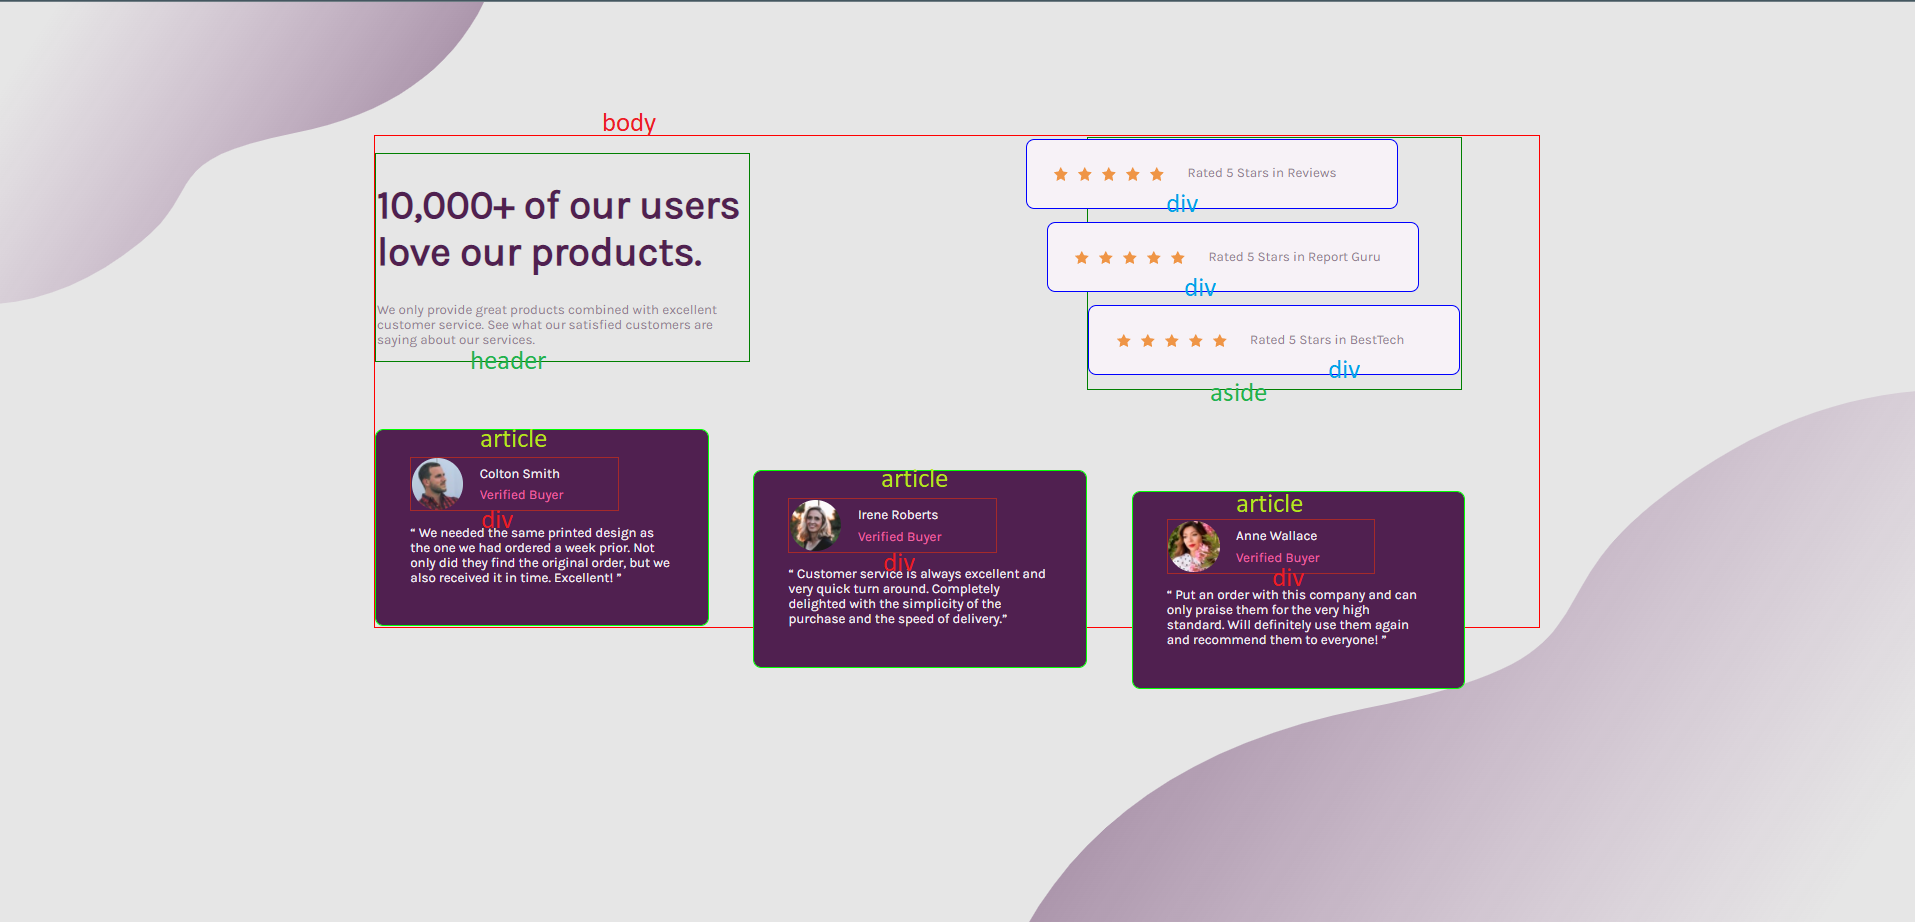 body
10,000+ of our users
love our products.
We only provide great products combined with excellent
customer service. See what our satisfied customers are
saying about our services.
header
Rated 5 Stars in Reviews
div
Rated 5 Stars in Report Guru
div
Rated 5 Stars in BestTech
div
aside
article
Colton Smith
Verified Buyer
div
“ We needed the same printed design as
the one we had ordered a week prior. Not
only did they find the original order, but we
also received it in time. Excellent! ”
article
Irene Roberts
Verified Buyer
div
“ Customer service is always excellent and
very quick turn around. Completely
delighted with the simplicity of the
purchase and the speed of delivery.”
article
Anne Wallace
Verified Buyer
div
“ Put an order with this company and can
only praise them for the very high
standard. Will definitely use them again
and recommend them to everyone! ”